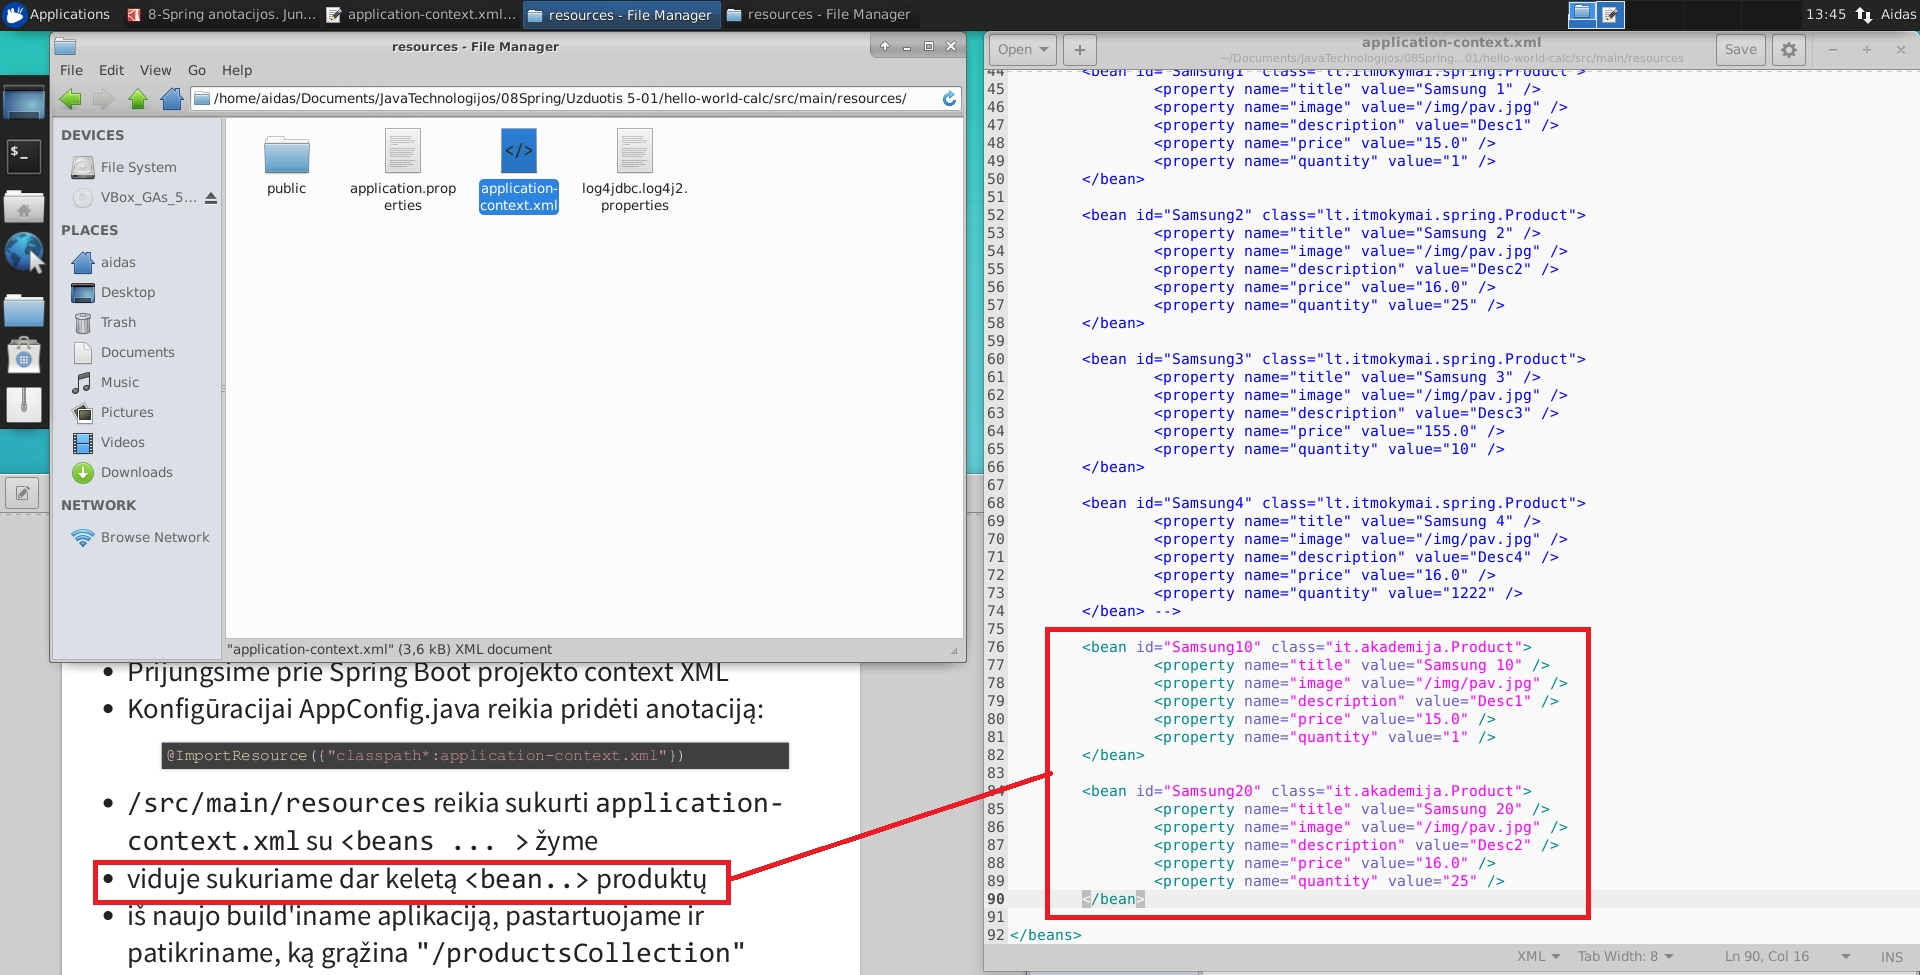 Applications
8-Spring anotacijos. Jun...
application-context.xml...
resources - File Manager
resources - File Manager
13:45
Aidas
resources - File Manager
File Edit View Go Help
/home/aidas/Documents/JavaTechnologijos/08Spring/Uzduotis 5-01/hello-world-calc/src/main/resources/
DEVICES
File System
VBox_GAs_5...
PLACES
aidas
Desktop
Trash
Documents
Music
Pictures
Videos
Downloads
NETWORK
Browse Network
public
application.prop
erties
</>
application-
context.xml
log4jdbc.log4j2.
properties
"application-context.xml" (3,6 kB) XML document
• Prijungsime prie Spring Boot projekto context XML
• Konfigūracijai AppConfig.java reikia pridėti anotaciją:
@ImportResource({"classpath*:application-context.xml"})
• /src/main/resources reikia sukurti application-
context.xml su <beans ... > žyme
• viduje sukuriame dar keletą <bean..> produktų
• iš naujo build'iname aplikaciją, pastartuojame ir
patikriname, ką grąžina "/productsCollection"
Open
+
application-context.xml
~/Documents/JavaTechnologijos/08Spring...01/hello-world-calc/src/main/resources
Save
44 <bean id="Samsung1" class="lt.itmokymai.spring.Product">
45 <property name="title" value="Samsung 1" />
46 <property name="image" value="/img/pav.jpg" />
47 <property name="description" value="Desc1" />
48 <property name="price" value="15.0" />
49 <property name="quantity" value="1" />
50 </bean>
51
52 <bean id="Samsung2" class="lt.itmokymai.spring.Product">
53 <property name="title" value="Samsung 2" />
54 <property name="image" value="/img/pav.jpg" />
55 <property name="description" value="Desc2" />
56 <property name="price" value="16.0" />
57 <property name="quantity" value="25" />
58 </bean>
59
60 <bean id="Samsung3" class="lt.itmokymai.spring.Product">
61 <property name="title" value="Samsung 3" />
62 <property name="image" value="/img/pav.jpg" />
63 <property name="description" value="Desc3" />
64 <property name="price" value="155.0" />
65 <property name="quantity" value="10" />
66 </bean>
67
68 <bean id="Samsung4" class="lt.itmokymai.spring.Product">
69 <property name="title" value="Samsung 4" />
70 <property name="image" value="/img/pav.jpg" />
71 <property name="description" value="Desc4" />
72 <property name="price" value="16.0" />
73 <property name="quantity" value="1222" />
74 </bean> -->
75
76 <bean id="Samsung10" class="it.akademija.Product">
77 <property name="title" value="Samsung 10" />
78 <property name="image" value="/img/pav.jpg" />
79 <property name="description" value="Desc1" />
80 <property name="price" value="15.0" />
81 <property name="quantity" value="1" />
82 </bean>
83
84 <bean id="Samsung20" class="it.akademija.Product">
85 <property name="title" value="Samsung 20" />
86 <property name="image" value="/img/pav.jpg" />
87 <property name="description" value="Desc2" />
88 <property name="price" value="16.0" />
89 <property name="quantity" value="25" />
90 </bean>
91
92 </beans>
XML
Tab Width: 8
Ln 90, Col 16
INS